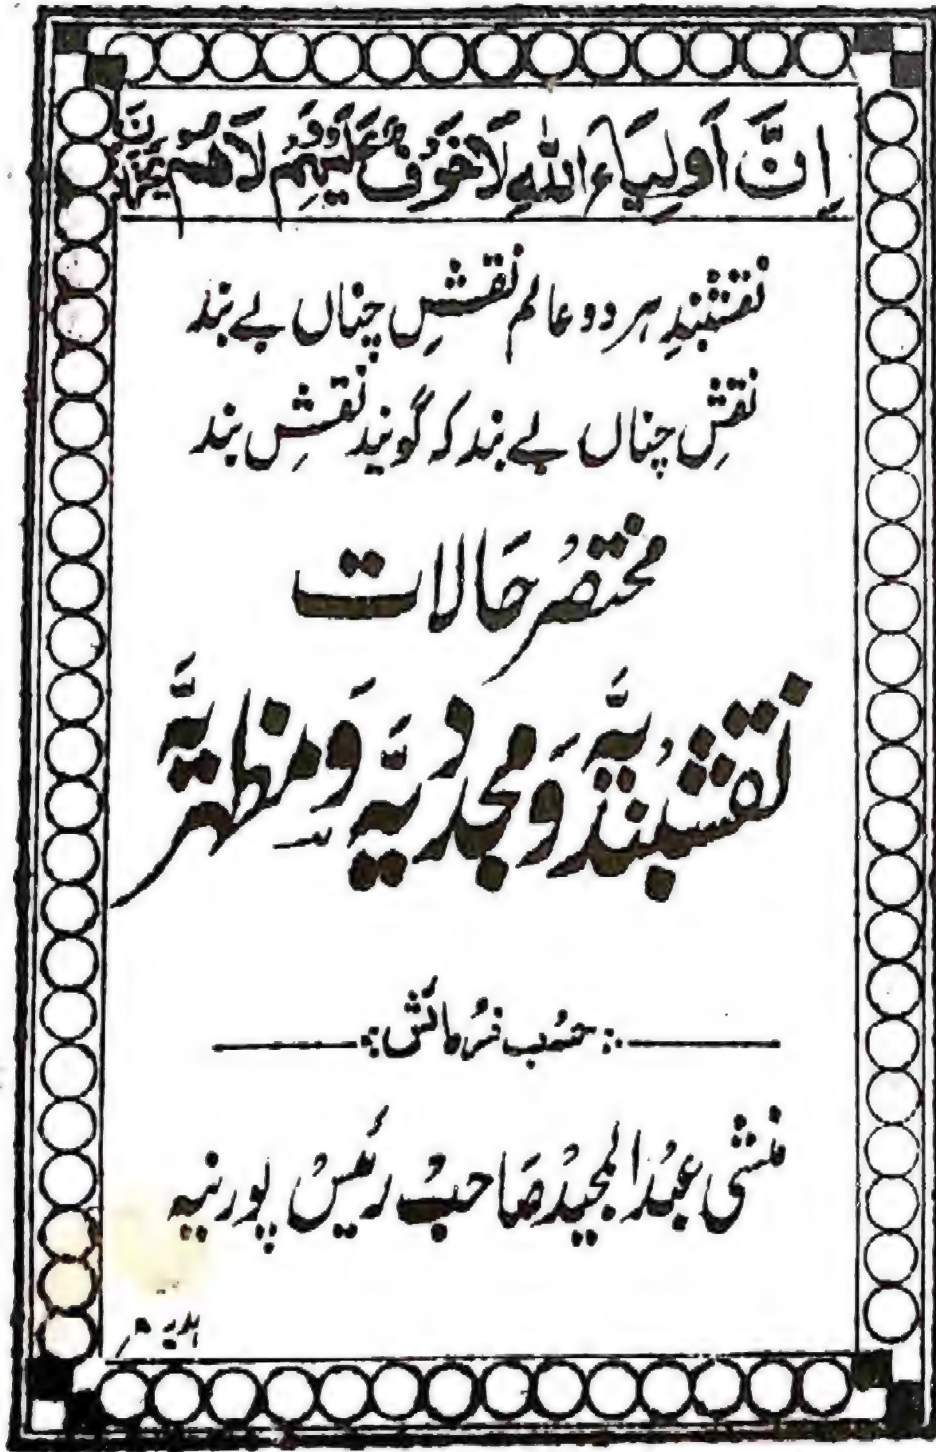 اِنَّ اَوْلِيَاءَ اللّٰهِ لَا خَوْفٌ عَلَيْهِمْ وَلَا هُمْ يَحْزَنُونَ
نقشبندِ ہر دو عالم نقشِ چناں بے بند
نقشِ چناں بے بند کہ گویند نقشِ بند
مختصر حالات
نقشبندیہ و مجددیہ و مظہریہ
حسب فرمائش
منشی عبدالمجید صاحب رئیس پورنیہ